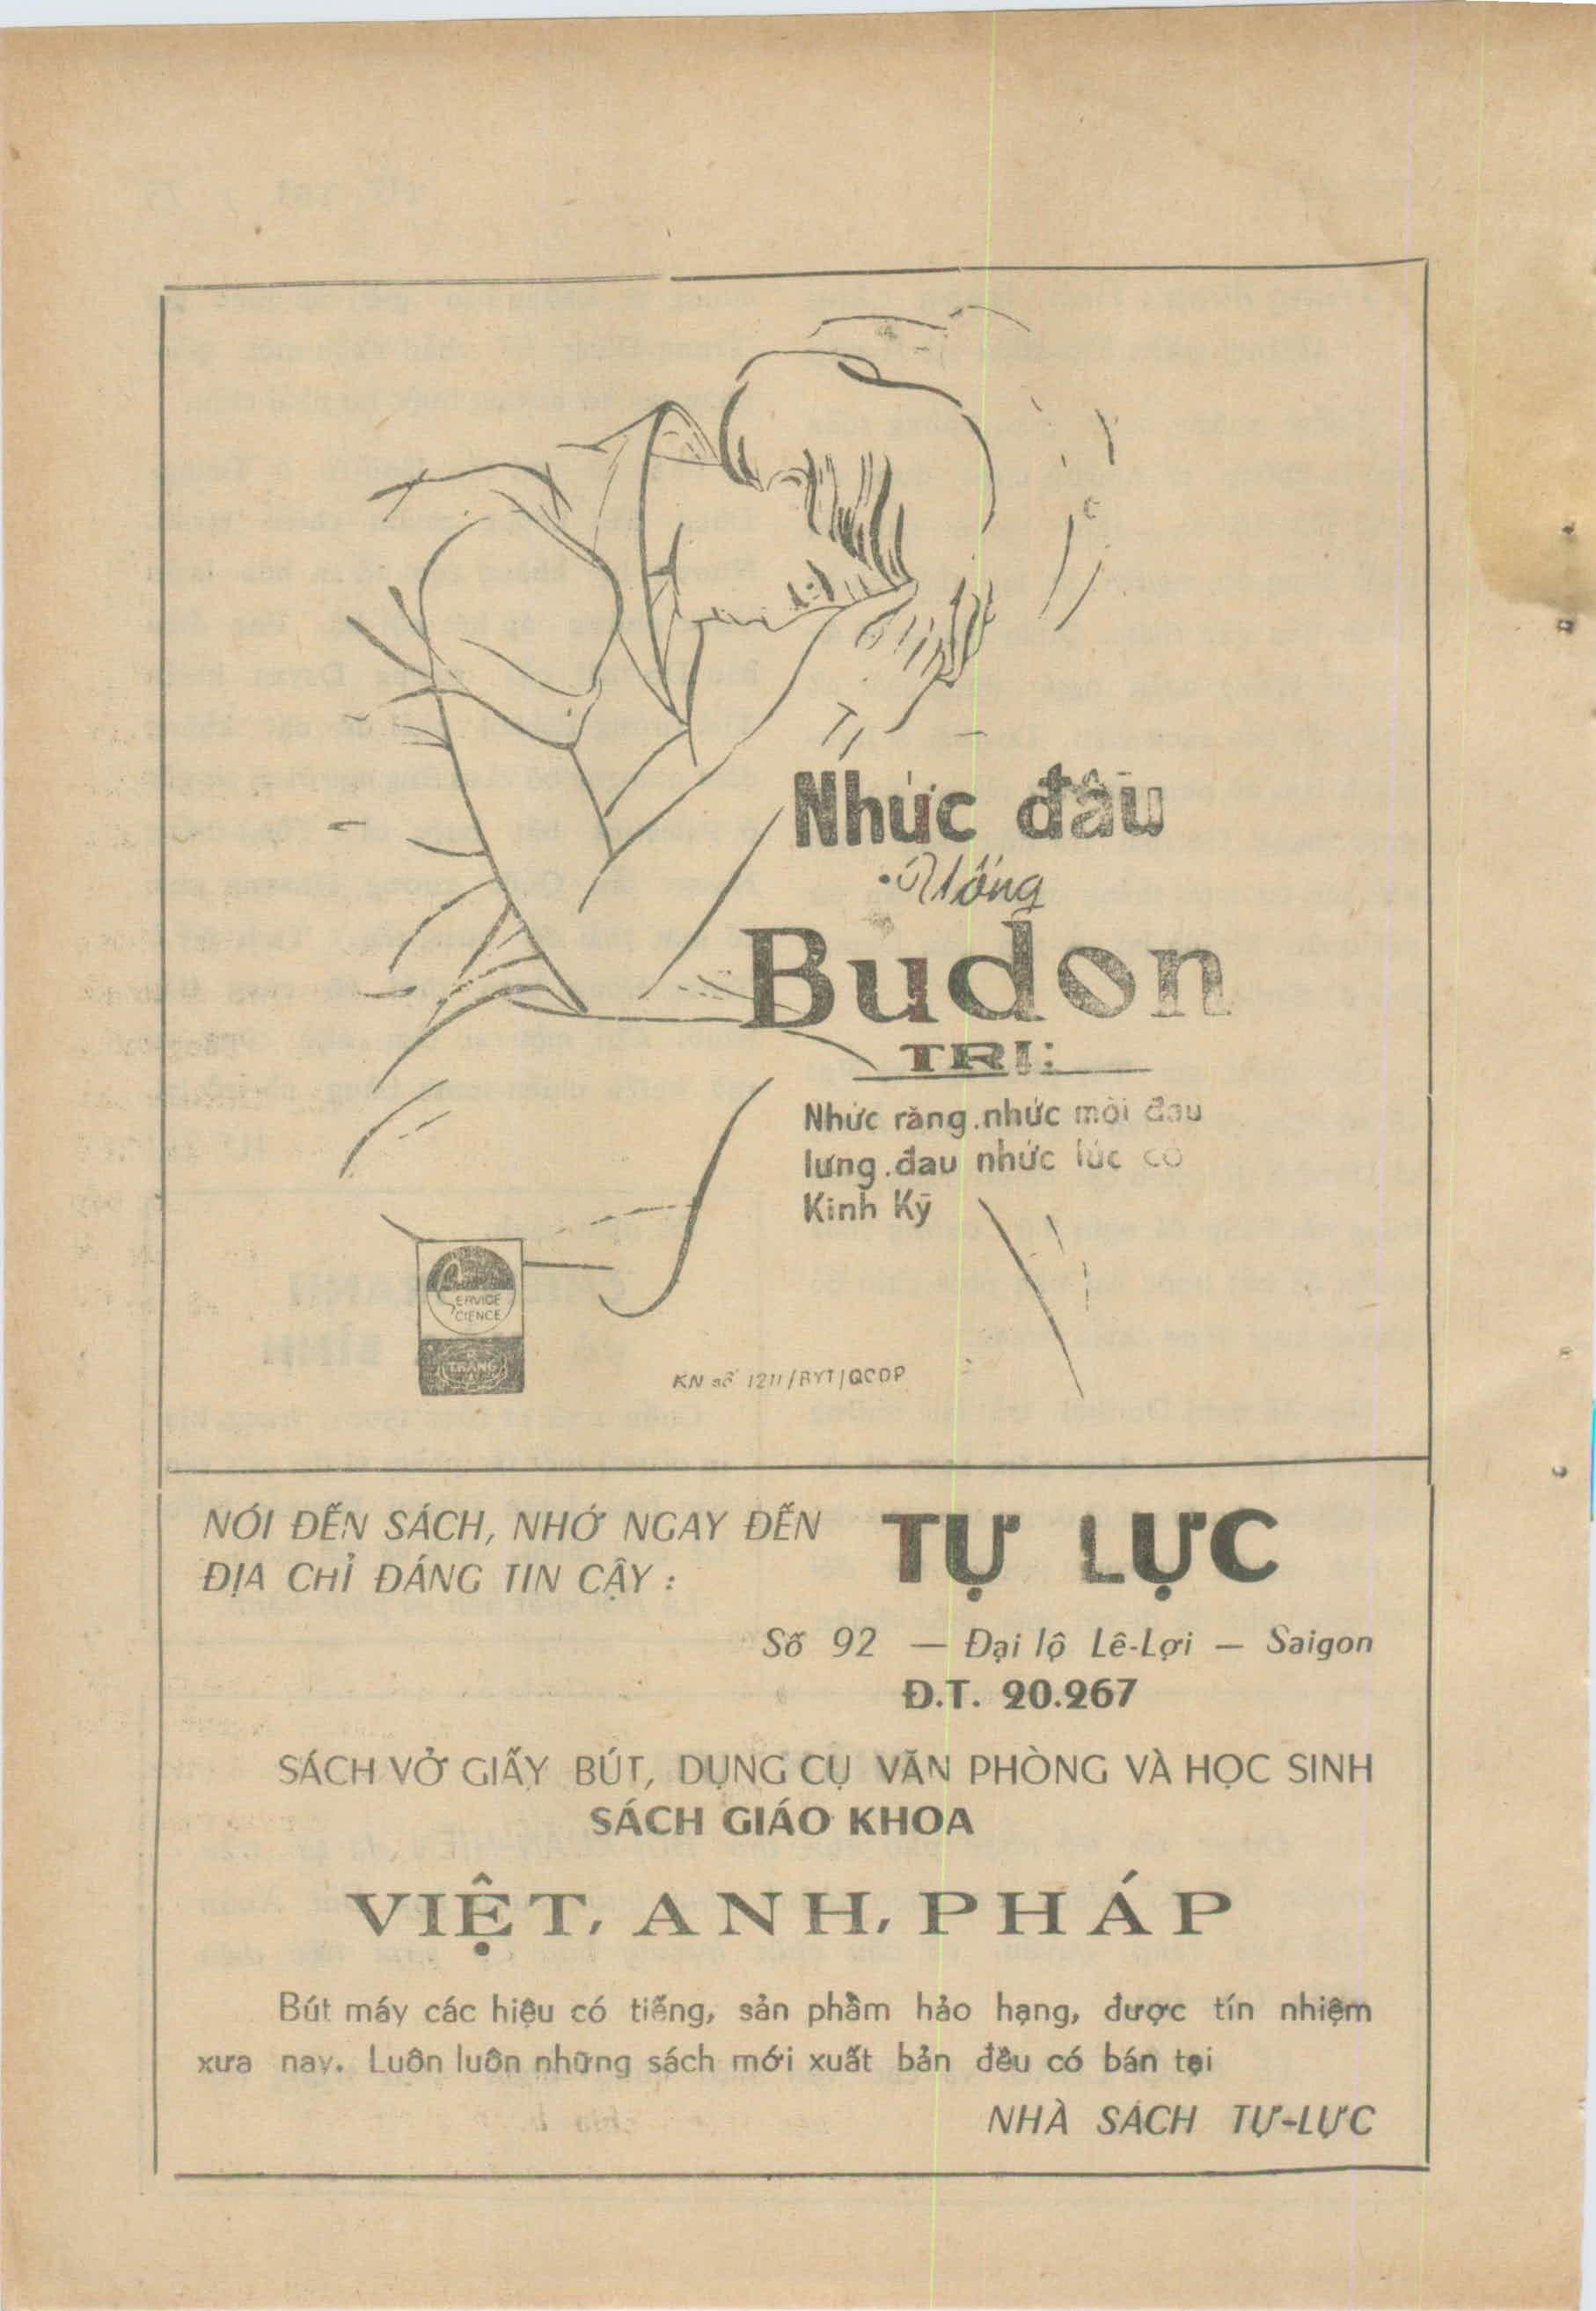 Nhức đầu
Uống
Budon
TRỊ:
Nhức răng.nhức mỏi đau
lưng.đau nhức lúc có
Kinh Kỳ
SERVICE
SCIENCE
TRANG
KN số 1211/BYT/QCDP
NÓI ĐẾN SÁCH, NHỚ NGAY ĐẾN TỰ LỰC
ĐỊA CHỈ ĐÁNG TIN CẬY :
Số 92 — Đại lộ Lê-Lợi — Saigon
Đ.T. 20.267
SÁCH VỞ GIẤY BÚT, DỤNG CỤ VĂN PHÒNG VÀ HỌC SINH
SÁCH GIÁO KHOA
VIỆT, ANH, PHÁP
Bút máy các hiệu có tiếng, sản phẩm hảo hạng, được tín nhiệm
xưa nay. Luôn luôn những sách mới xuất bản đều có bán tại
NHÀ SÁCH TỰ-LỰC